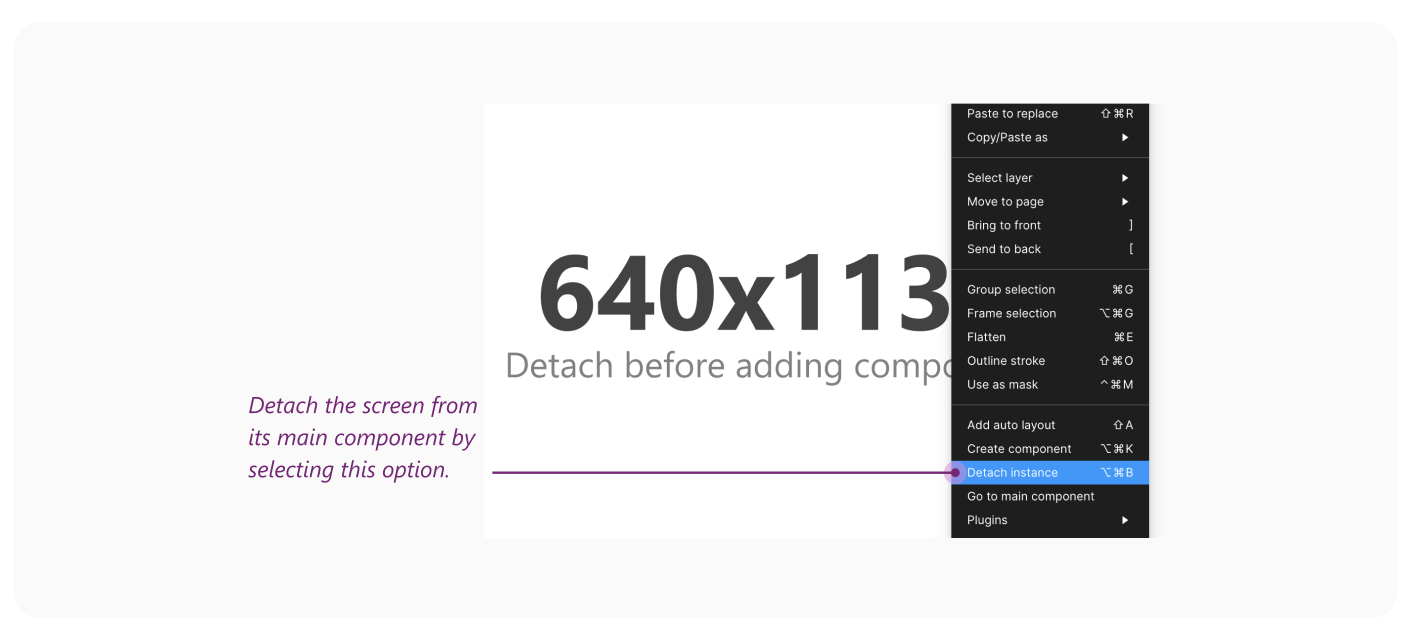 Paste to replace ⇧⌘R
Copy/Paste as
Select layer
Move to page
Bring to front ]
Send to back [
640x113
Detach before adding
Group selection ⌘G
Frame selection ⌥⌘G
Flatten ⌘E
Outline stroke ⇧⌘O
Use as mask ^⌘M
Detach the screen from
its main component by
selecting this option.
Add auto layout ⇧A
Create component ⌥⌘K
Detach instance ⌥⌘B
Go to main component
Plugins